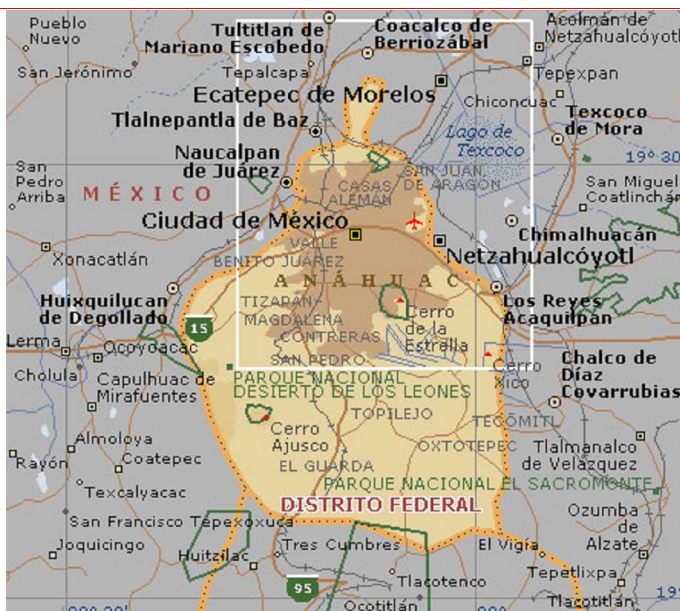 Pueblo
Nuevo
Tultitlan de
Mariano Escobedo
Coacalco de
Berriozábal
Acolmán de
Netzahualcóyotl
San Jerónimo
Tepalcapa
Tepexpan
Ecatepec de Morelos
Chiconcuac
Tlalnepantla de Baz
Lago de
Texcoco
Texcoco
de Mora
Naucalpan
de Juárez
19° 30'
San
Pedro
Arriba
MÉXICO
CASAS
ALEMAN
SAN JUAN
DE ARAGON
San Miguel
Coatlinchán
Ciudad de México
Chimalhuacán
Xonacatlán
VALLE
BENITO JUÁREZ
Netzahualcóyotl
ANÁHUAC
Huixquilucan
de Degollado
TIZAPÁN
MAGDALENA
CONTRERAS
Cerro
de la
Estrella
Los Reyes
Acaquilpan
15
Lerma
Ocoyoacac
SAN PEDRO
Cerro
Xico
Chalco de
Díaz
Covarrubias
Cholula
Capulhuac de
Mirafuentes
PARQUE NACIONAL
DESIERTO DE LOS LEONES
TOPILEJO
TECÓMITL
Cerro
Ajusco
Almoloya
Rayón
Coatepec
OXTOTEPEC
Tlalmanalco
de Velázquez
EL GUARDA
Texcalyacac
PARQUE NACIONAL EL SACROMONTE
DISTRITO FEDERAL
San Francisco Tepexoxuca
Ozumba
de
Alzate
Joquicingo
Huitzilac
Tres Cumbres
El Vigía
95
Tlacotenco
Tepetlixpa
Ocotitlán
Tlacotitlán